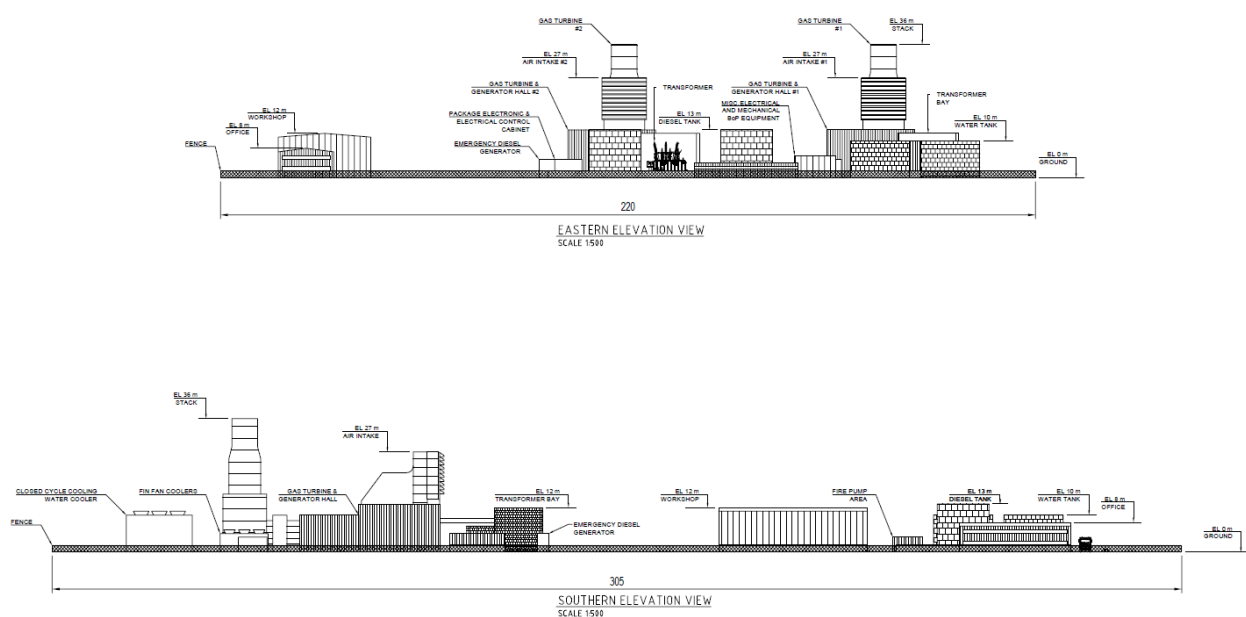 GAS TURBINE
#2
GAS TURBINE
#1
EL 36 m
STACK
EL 27 m
AIR INTAKE #2
EL 27 m
AIR INTAKE #1
GAS TURBINE &
GENERATOR HALL #2
TRANSFORMER
GAS TURBINE &
GENERATOR HALL #1
TRANSFORMER
BAY
EL 12 m
WORKSHOP
PACKAGE ELECTRONIC &
ELECTRICAL CONTROL
CABINET
EL 13 m
DIESEL TANK
MISC. ELECTRICAL
AND MECHANICAL
BoP EQUIPMENT
EL 10 m
WATER TANK
EL 8 m
OFFICE
FENCE
EMERGENCY DIESEL
GENERATOR
EL 0 m
GROUND
220
EASTERN ELEVATION VIEW
SCALE 1:500
EL 36 m
STACK
EL 27 m
AIR INTAKE
CLOSED CYCLE COOLING
WATER COOLER
FIN FAN COOLERS
GAS TURBINE &
GENERATOR HALL
EL 12 m
TRANSFORMER BAY
EL 12 m
WORKSHOP
FIRE PUMP
AREA
EL 13 m
DIESEL TANK
EL 10 m
WATER TANK
EL 8 m
OFFICE
FENCE
EMERGENCY DIESEL
GENERATOR
EL 0 m
GROUND
305
SOUTHERN ELEVATION VIEW
SCALE 1:500